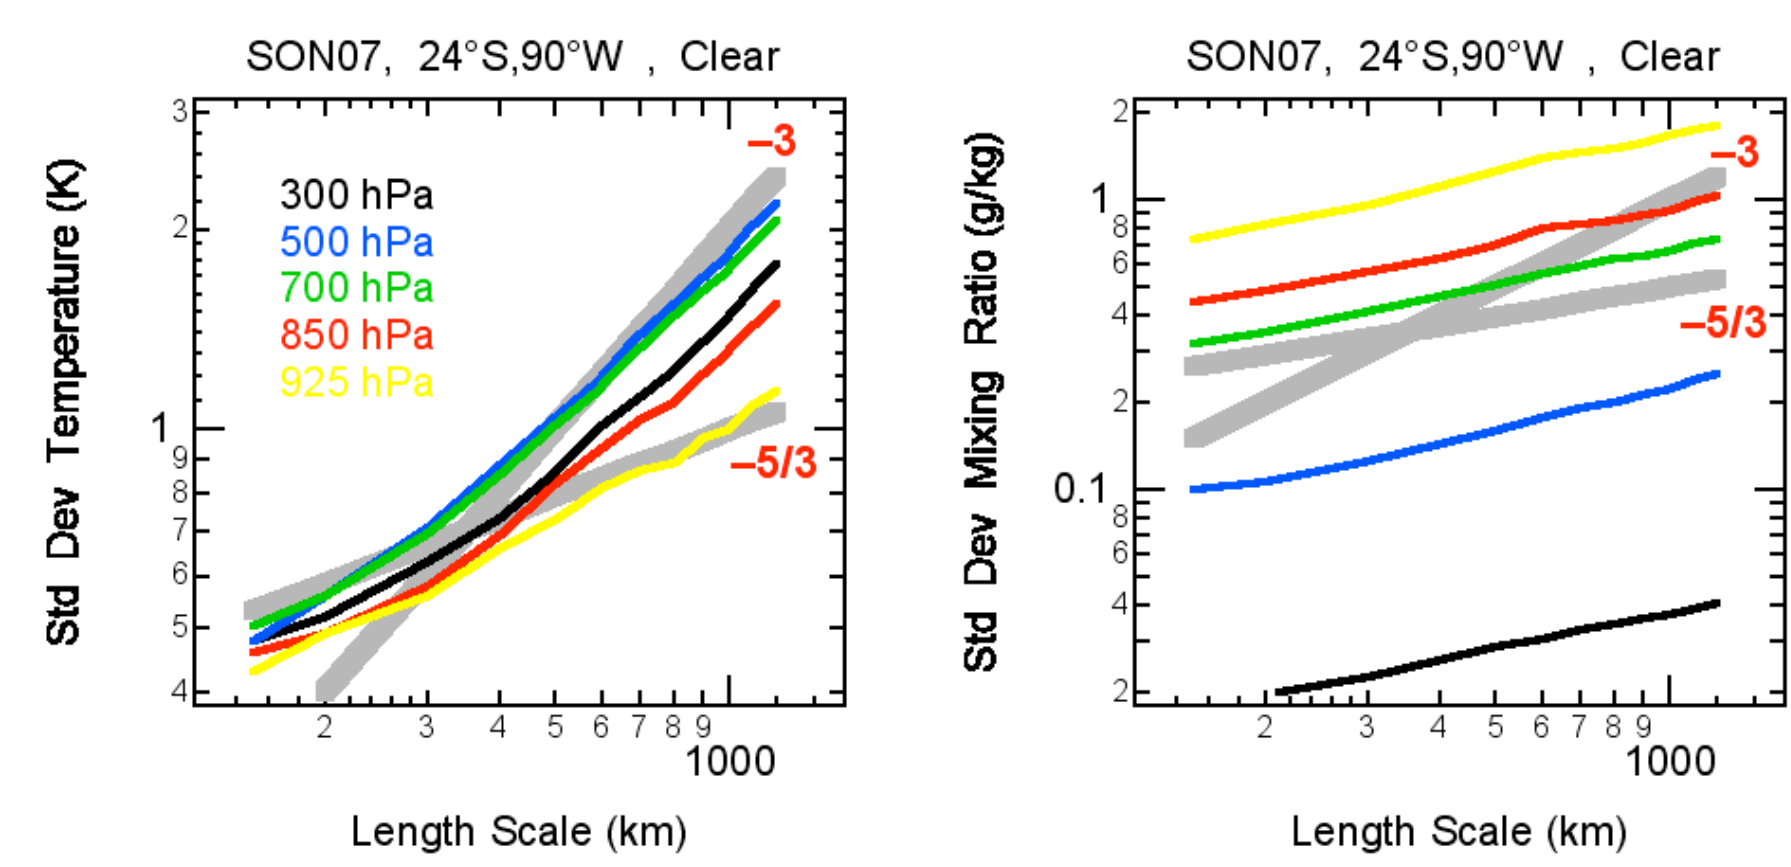 SON07, 24°S,90°W , Clear
Std Dev Temperature (K)
3
2
1
9
8
7
6
5
4
300 hPa
500 hPa
700 hPa
850 hPa
925 hPa
–3
–5/3
2 3 4 5 6 7 8 9
1000
Length Scale (km)
SON07, 24°S,90°W , Clear
Std Dev Mixing Ratio (g/kg)
2
1
8
6
4
2
0.1
8
6
4
2
–3
–5/3
2 3 4 5 6 7 8 9
1000
Length Scale (km)